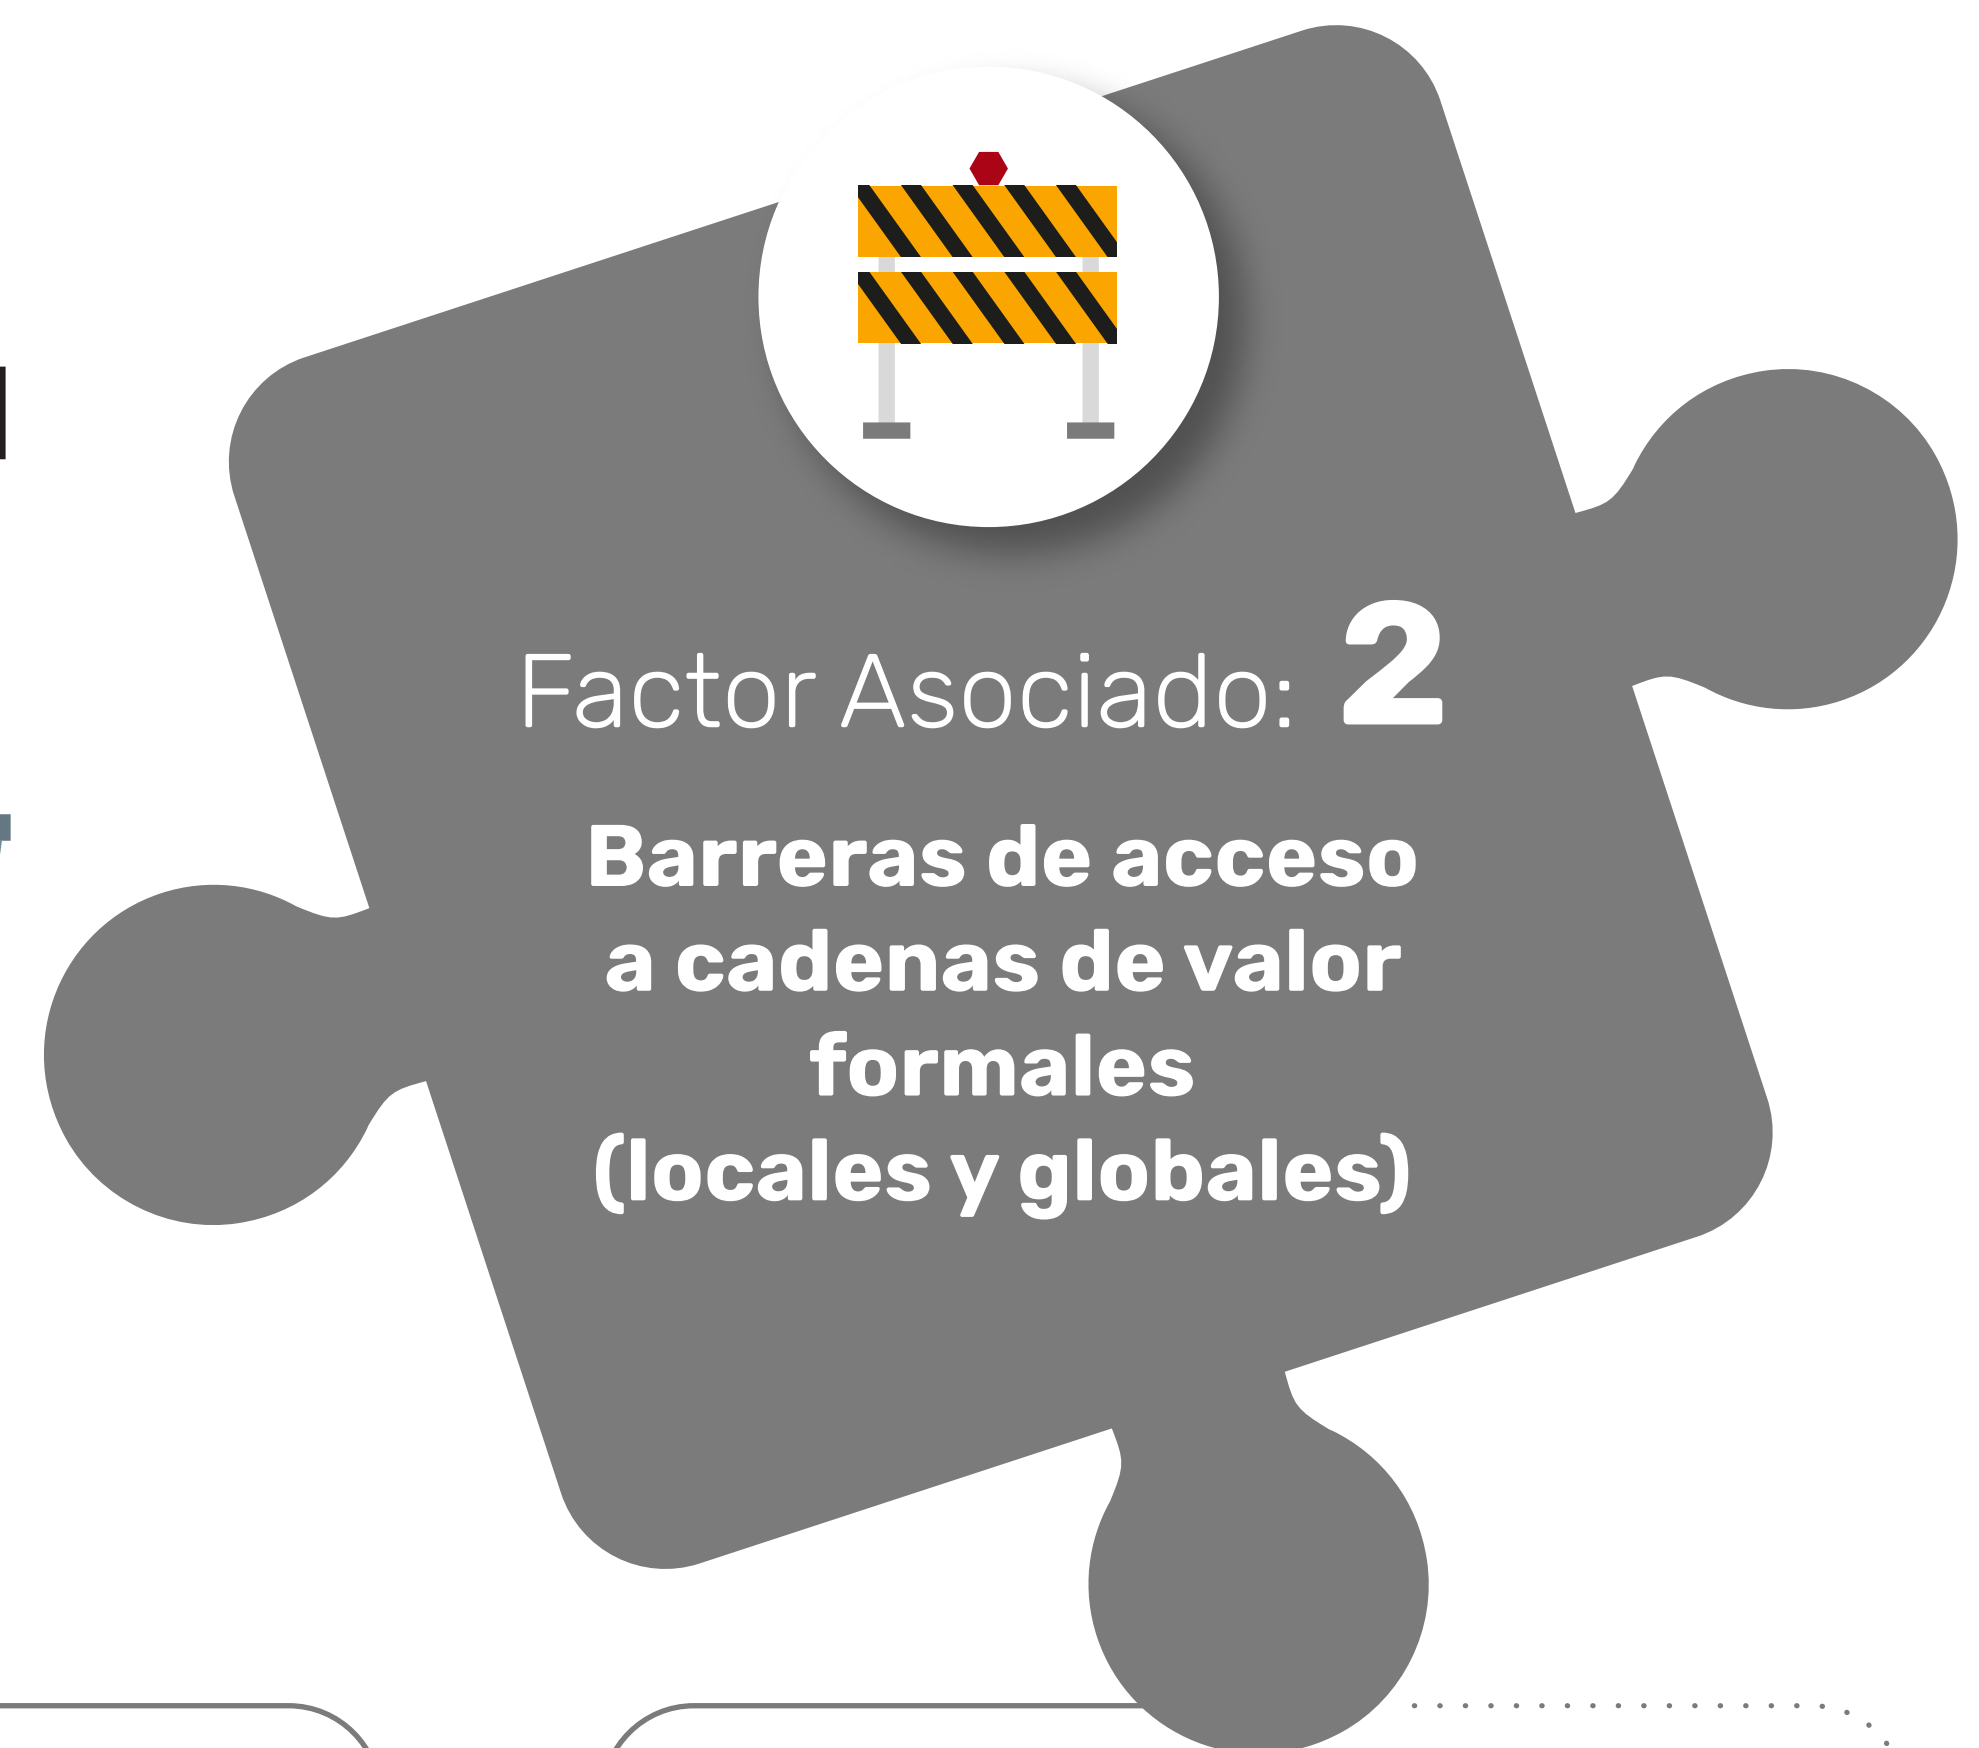 Factor Asociado: 2
Barreras de acceso
a cadenas de valor
formales
(locales y globales)